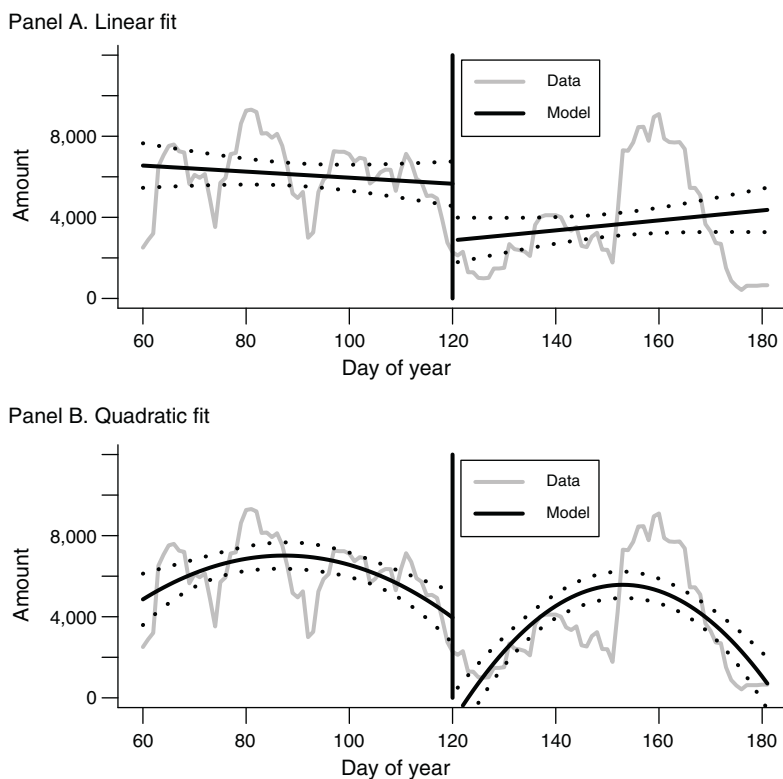 Panel A. Linear fit
Data
Model
8,000
4,000
0
Amount
60 80 100 120 140 160 180
Day of year
Panel B. Quadratic fit
Data
Model
8,000
4,000
0
Amount
60 80 100 120 140 160 180
Day of year